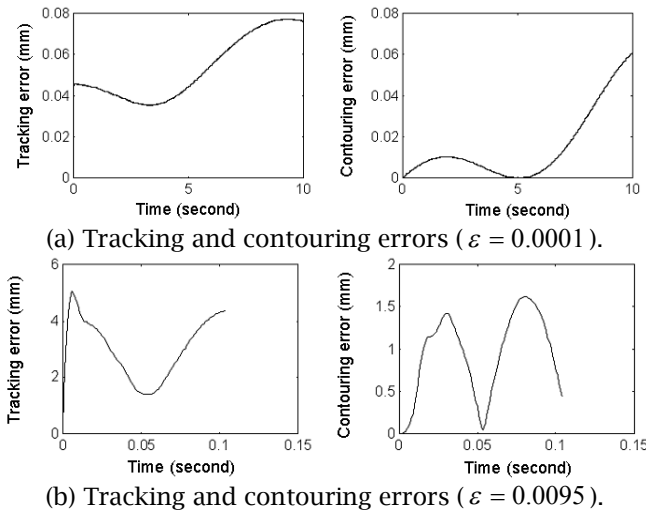 0.08
0.06
0.04
0.02
0
0 5 10
Tracking error (mm)
Time (second)
0.08
0.06
0.04
0.02
0
0 5 10
Contouring error (mm)
Time (second)
(a) Tracking and contouring errors ( ε = 0.0001 ).
6
4
2
0
0 0.05 0.1 0.15
Tracking error (mm)
Time (second)
2
1.5
1
0.5
0
0 0.05 0.1 0.15
Contouring error (mm)
Time (second)
(b) Tracking and contouring errors ( ε = 0.0095 ).